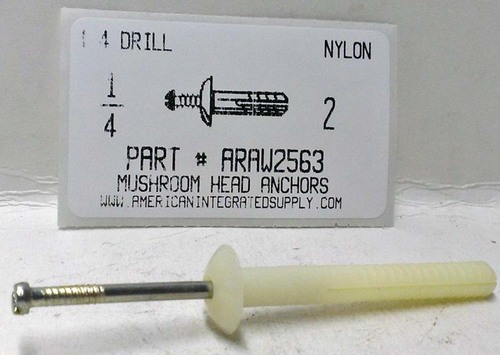 1 4 DRILL NYLON
1/4 2
PART # ARAW2563
MUSHROOM HEAD ANCHORS
WWW.AMERICANINTEGRATEDSUPPLY.COM